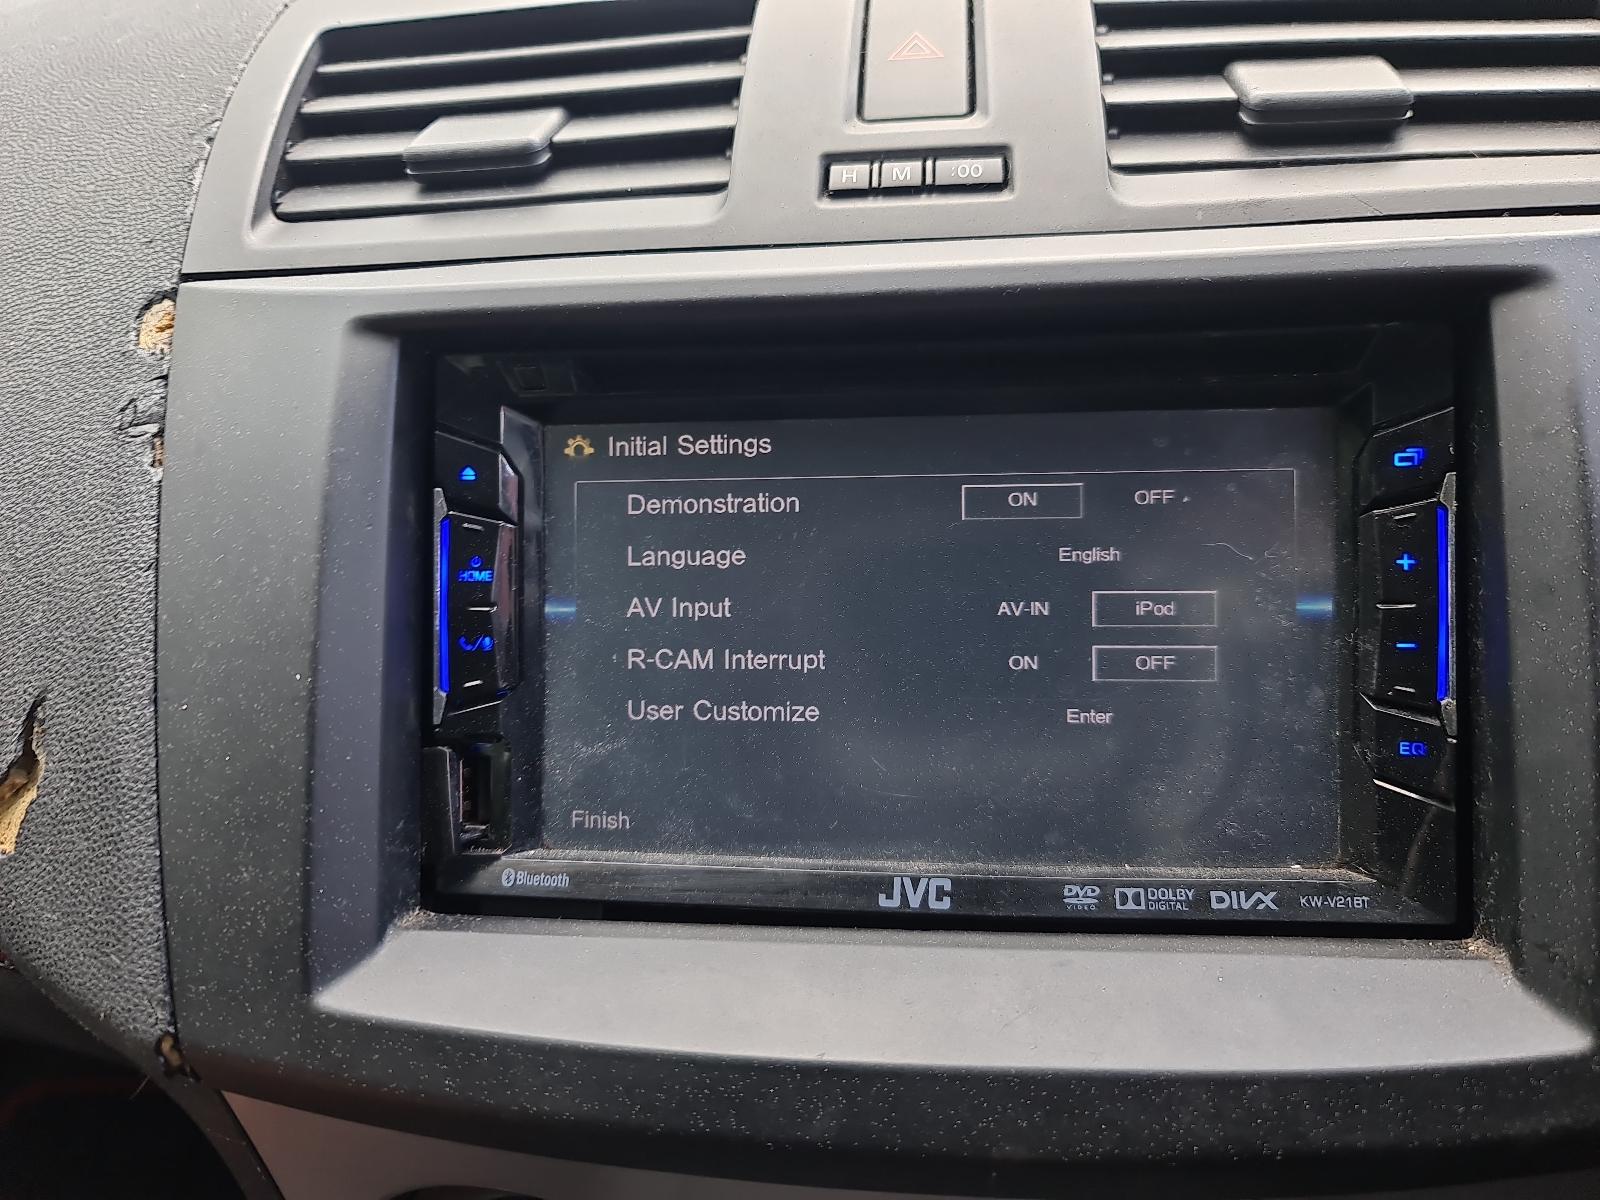 H M :00
Initial Settings
Demonstration ON OFF
Language English
AV Input AV-IN iPod
R-CAM Interrupt ON OFF
User Customize Enter
Finish
HOME
+
-
EQ
Bluetooth JVC DVD VIDEO DOLBY DIGITAL DIVX KW-V21BT